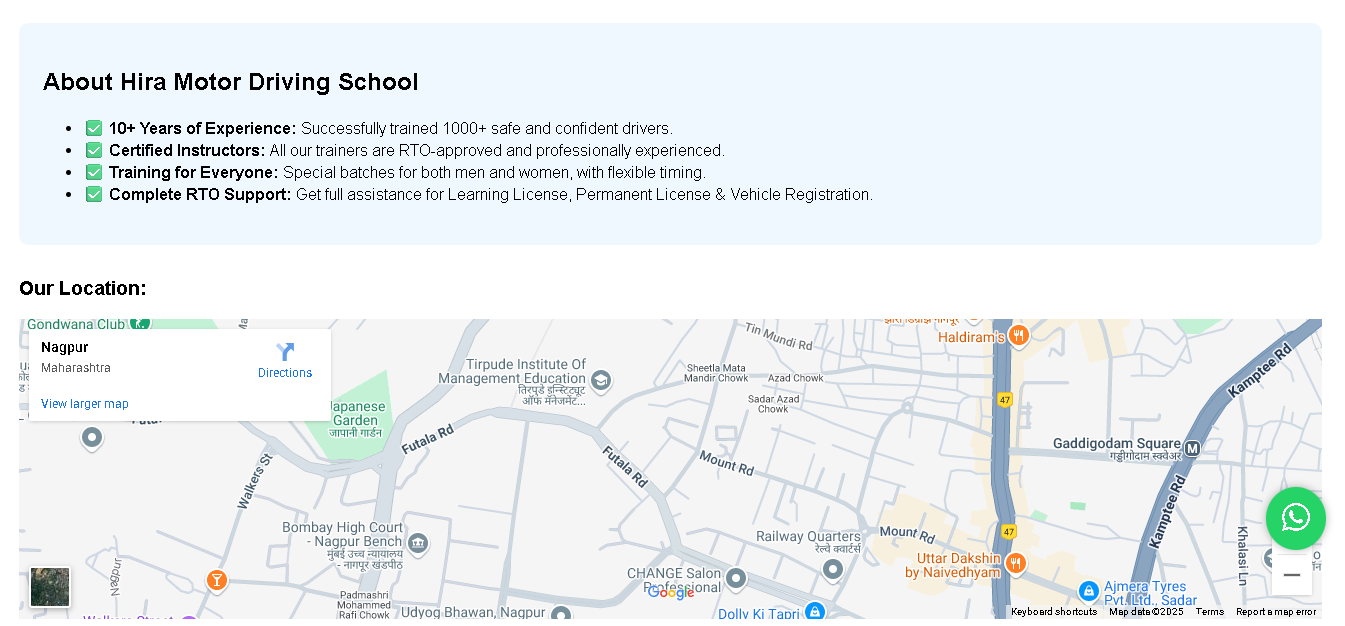 About Hira Motor Driving School
✅ 10+ Years of Experience: Successfully trained 1000+ safe and confident drivers.
✅ Certified Instructors: All our trainers are RTO-approved and professionally experienced.
✅ Training for Everyone: Special batches for both men and women, with flexible timing.
✅ Complete RTO Support: Get full assistance for Learning License, Permanent License & Vehicle Registration.
Our Location:
Gondwana Club
Nagpur
Maharashtra
Directions
View larger map
Japanese
Garden
जापानी गार्डन
Tirpude Institute Of
Management Education
तिरपुडे इन्स्टिट्यूट
ऑफ मॅनेजमेंट...
Tin Mundi Rd
Haldiram's
Sheetla Mata
Mandir Chowk
Azad Chowk
Sadar Azad
Chowk
47
Kamptee Rd
Gaddigodam Square
गड्डीगोदाम स्क्वेअर
Futala Rd
Futala Rd
Mount Rd
Walkers St
Kamptee Rd
Bombay High Court
- Nagpur Bench
मुंबई उच्च न्यायालय
- नागपूर खंडपीठ
Railway Quarters
रेल्वे क्वार्टर्स
Mount Rd
47
Khalasi Ln
Uttar Dakshin
by Naivedhyam
CHANGE Salon
Professional
Google
Ajmera Tyres
Pvt. Ltd., Sadar
Padmashri
Mohammed
Rafi Chowk
Udyog Bhawan, Nagpur
Dolly Ki Tapri
Walkers Street
Keyboard shortcuts
Map data ©2025
Terms
Report a map error